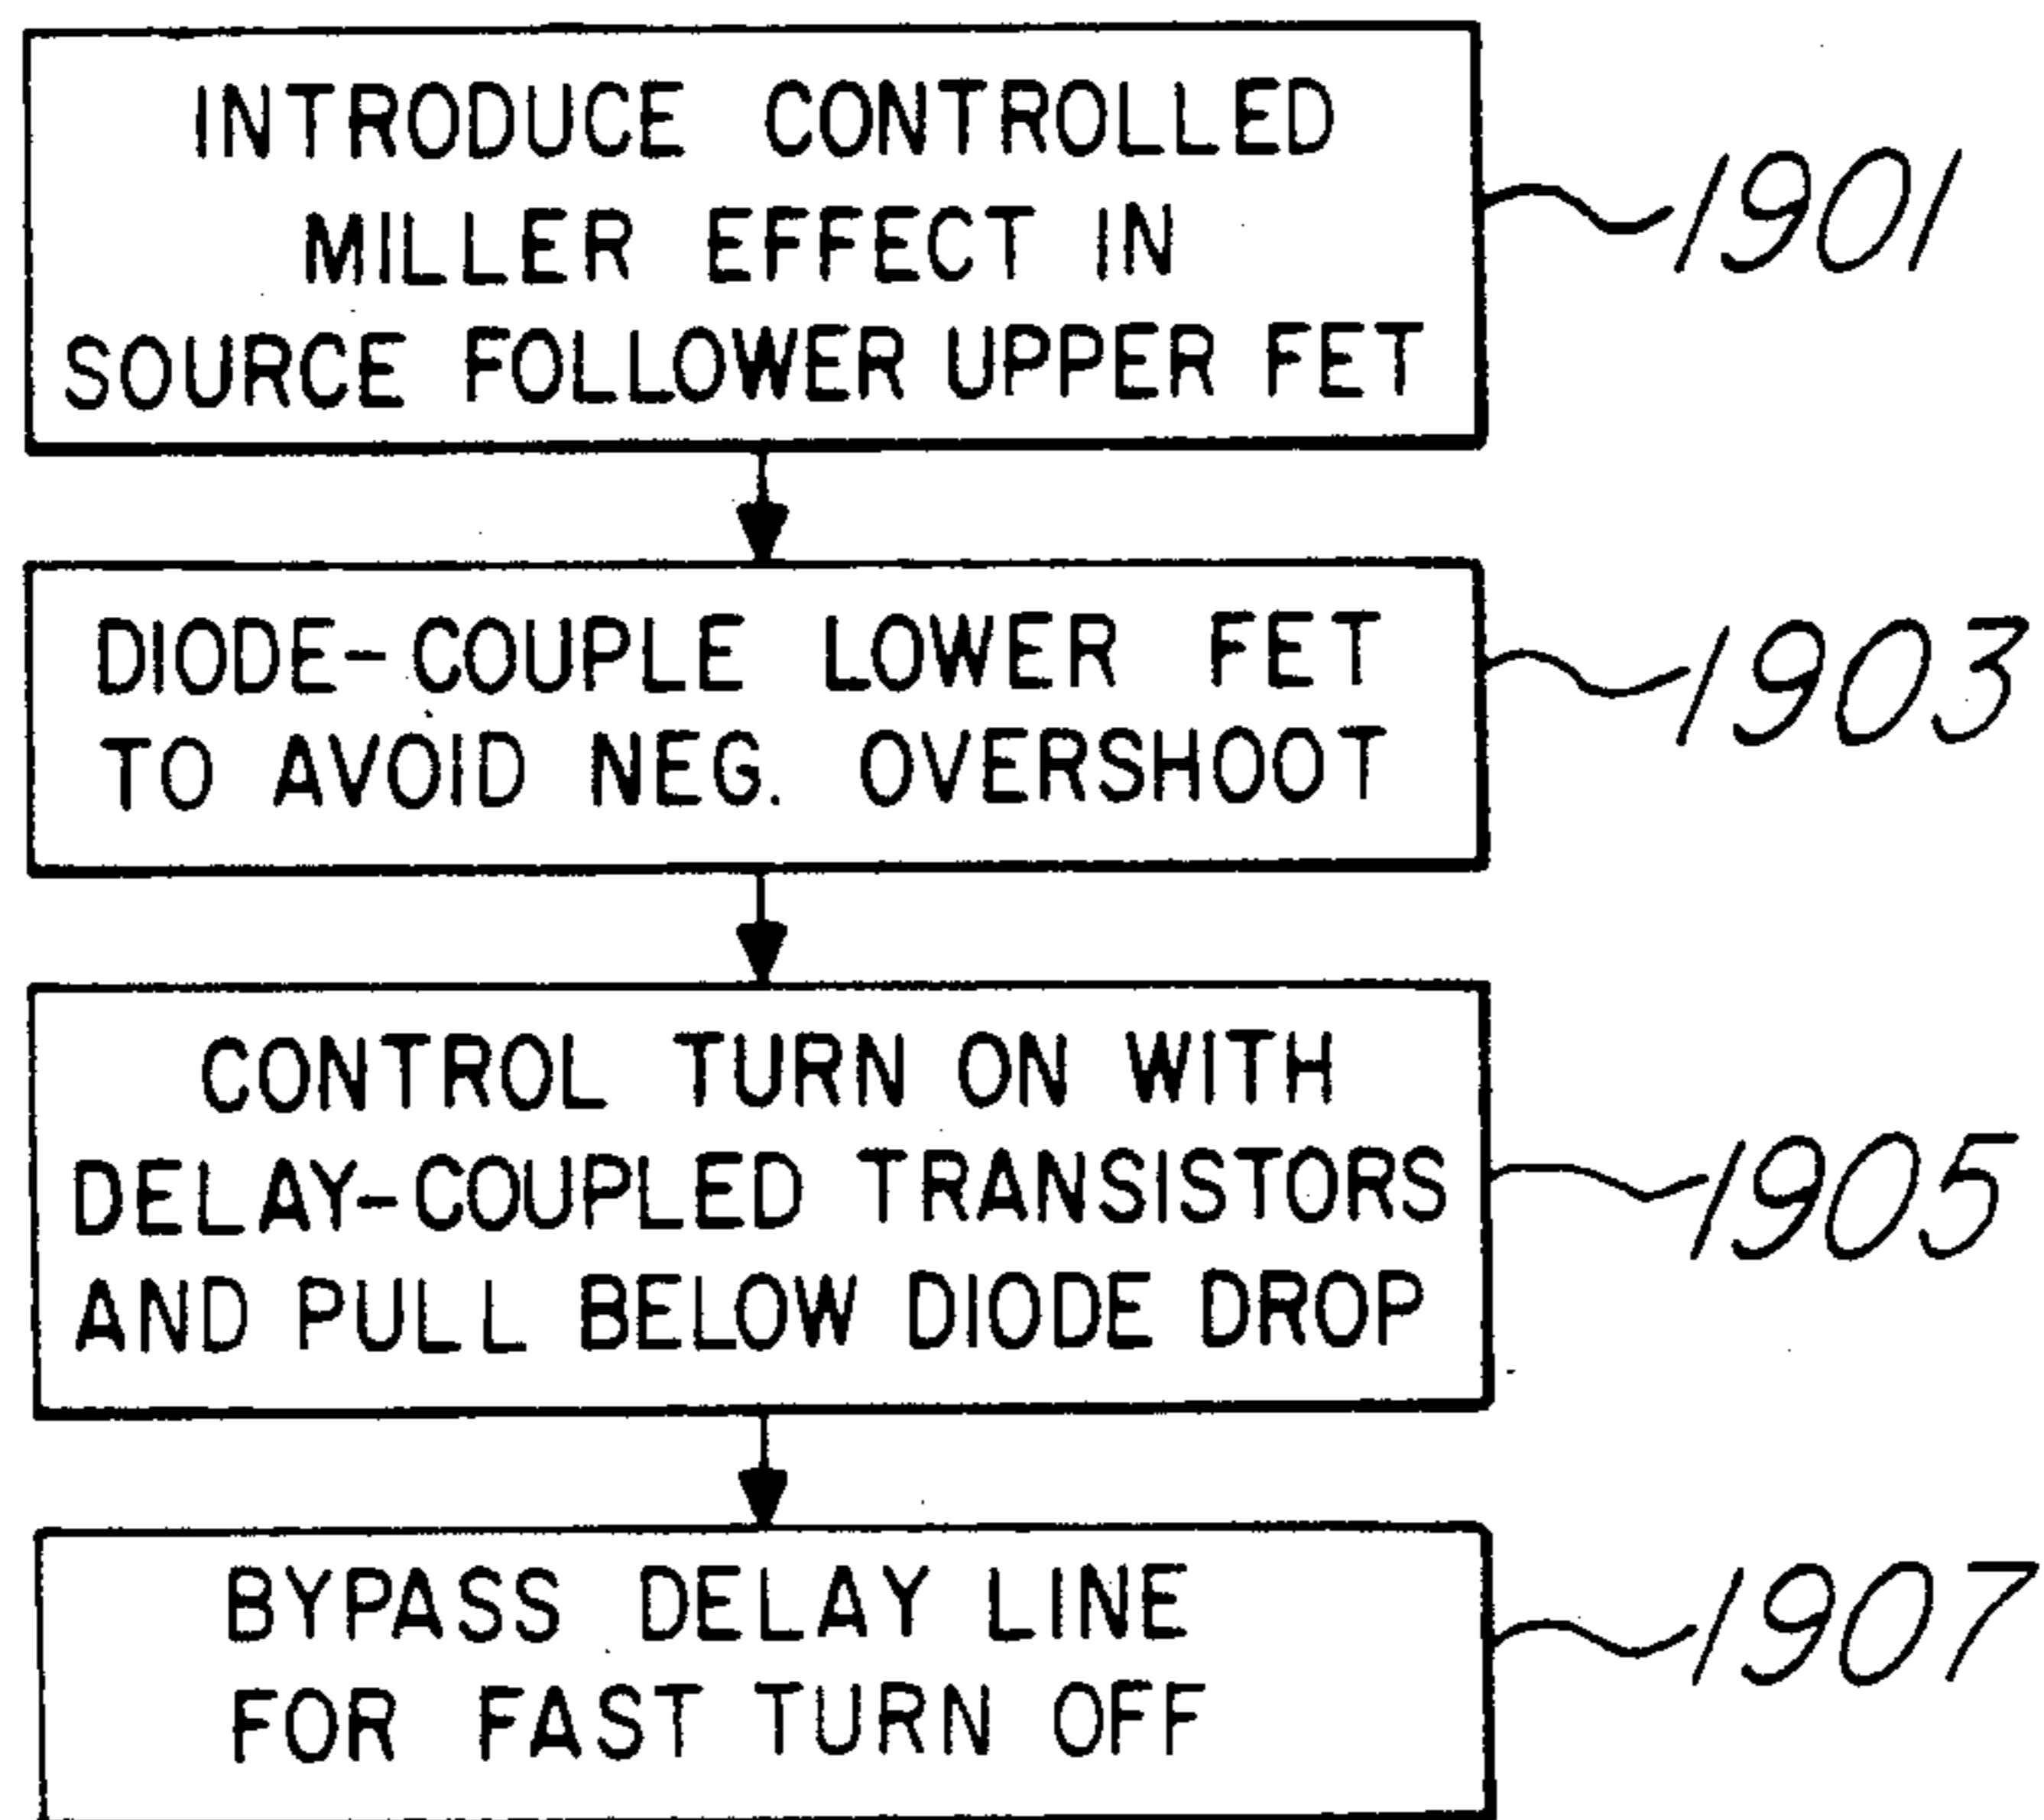 INTRODUCE CONTROLLED
MILLER EFFECT IN
SOURCE FOLLOWER UPPER FET
1901
DIODE-COUPLE LOWER FET
TO AVOID NEG. OVERSHOOT
1903
CONTROL TURN ON WITH
DELAY-COUPLED TRANSISTORS
AND PULL BELOW DIODE DROP
1905
BYPASS DELAY LINE
FOR FAST TURN OFF
1907